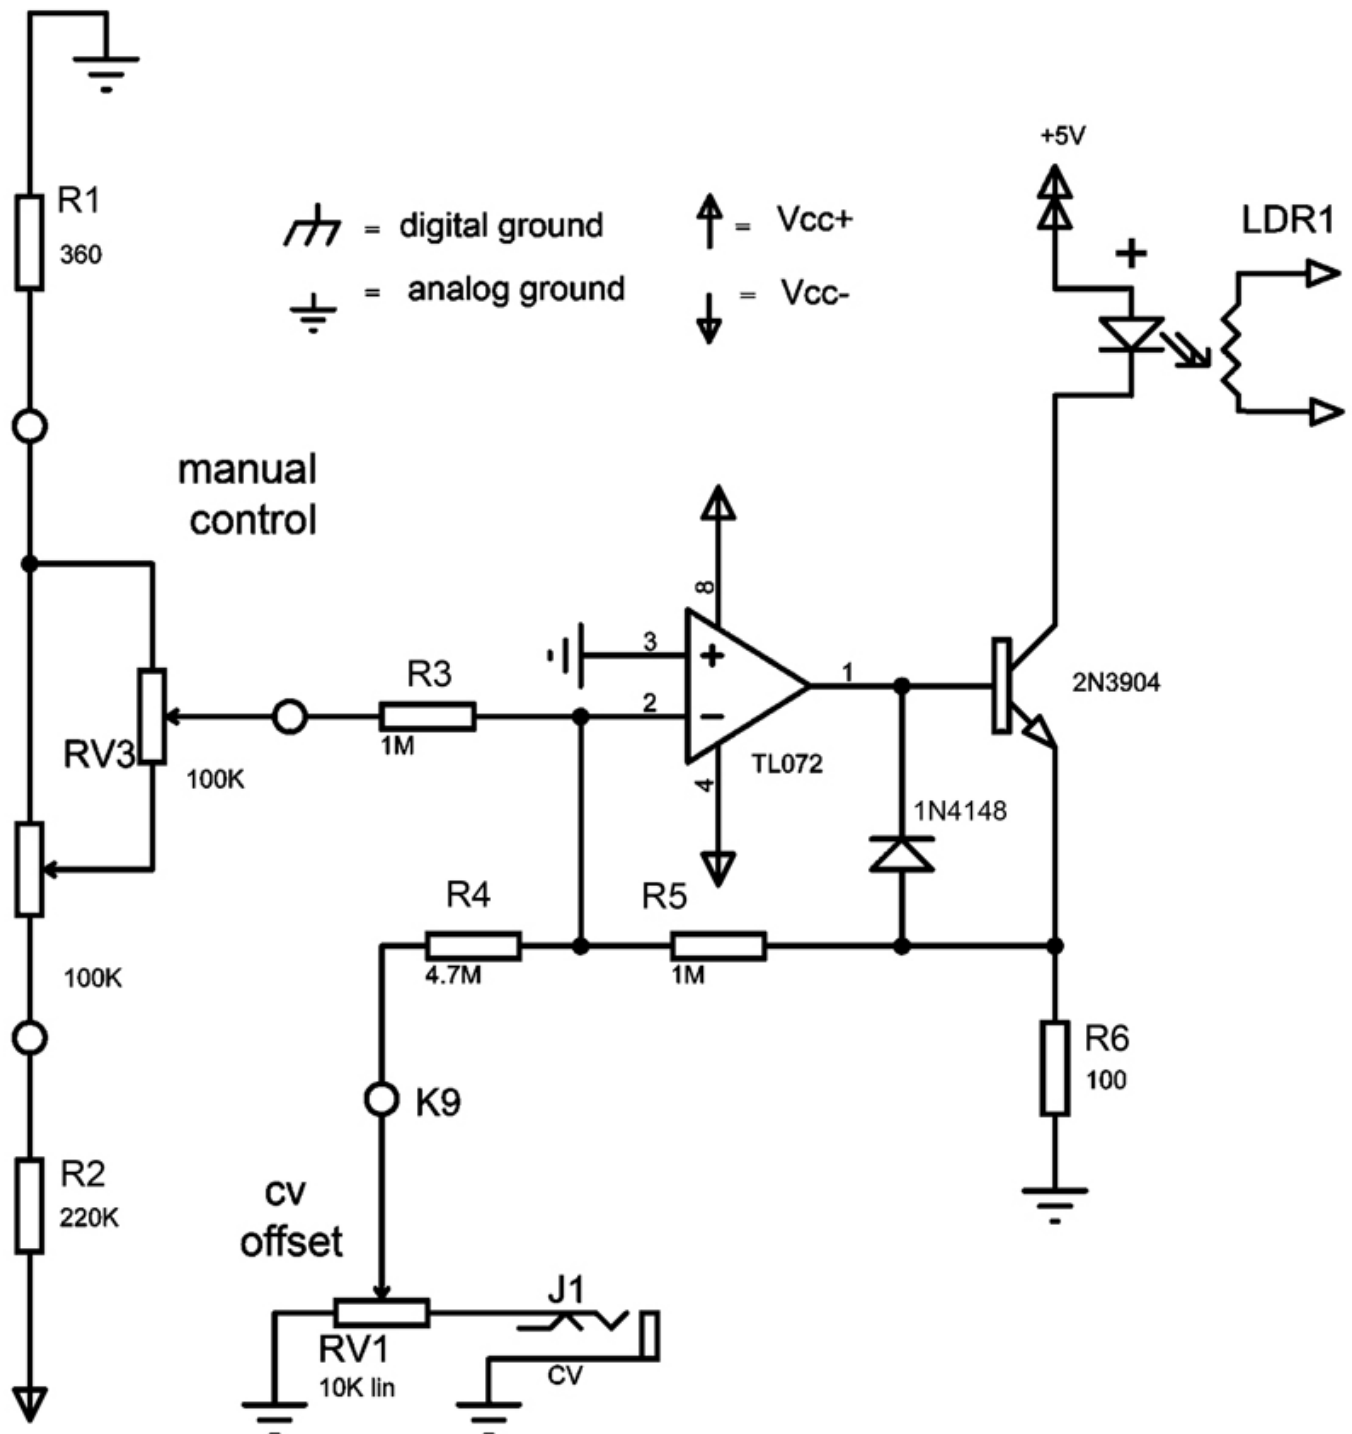 +5V
R1
360
= digital ground
= Vcc+
LDR1
+
= analog ground
= Vcc-
manual
control
8
R3
3
+
1
2N3904
2
−
1M
RV3
100K
TL072
4
1N4148
R4
R5
4.7M
1M
100K
R6
100
K9
R2
220K
cv
offset
J1
RV1
CV
10K lin